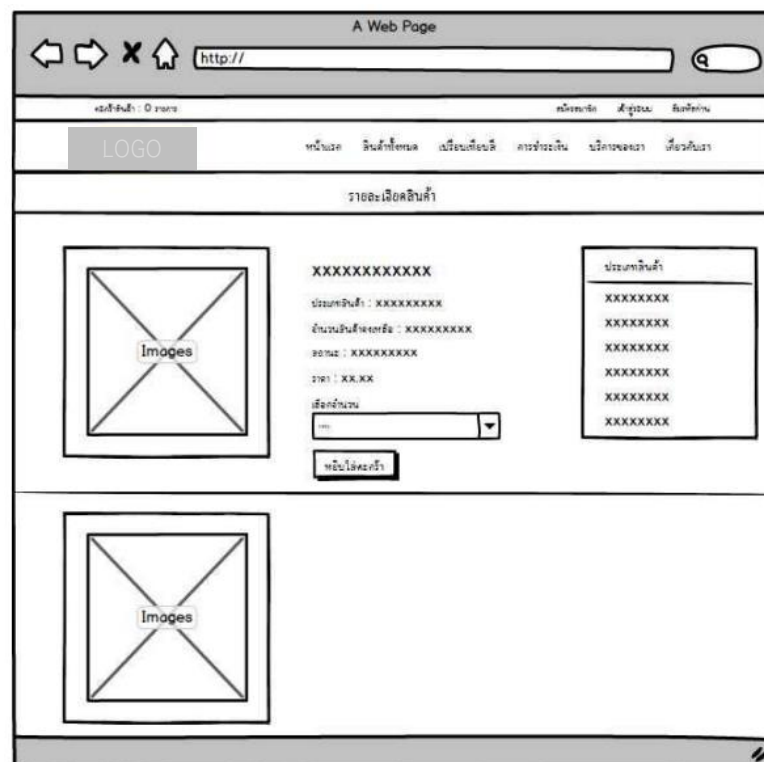 A Web Page
http://
ตะกร้าสินค้า : 0 รายการ
สมัครสมาชิก เข้าสู่ระบบ ลืมรหัสผ่าน
LOGO
หน้าแรก สินค้าทั้งหมด เปรียบเทียบสี การชำระเงิน บริการของเรา เกี่ยวกับเรา
รายละเอียดสินค้า
Images
XXXXXXXXXXXX
ประเภทสินค้า : XXXXXXXXX
จำนวนสินค้าคงเหลือ : XXXXXXXXX
สถานะ : XXXXXXXXX
ราคา : XX.XX
เลือกจำนวน
หยิบใส่ตะกร้า
ประเภทสินค้า
XXXXXXXX
XXXXXXXX
XXXXXXXX
XXXXXXXX
XXXXXXXX
XXXXXXXX
Images